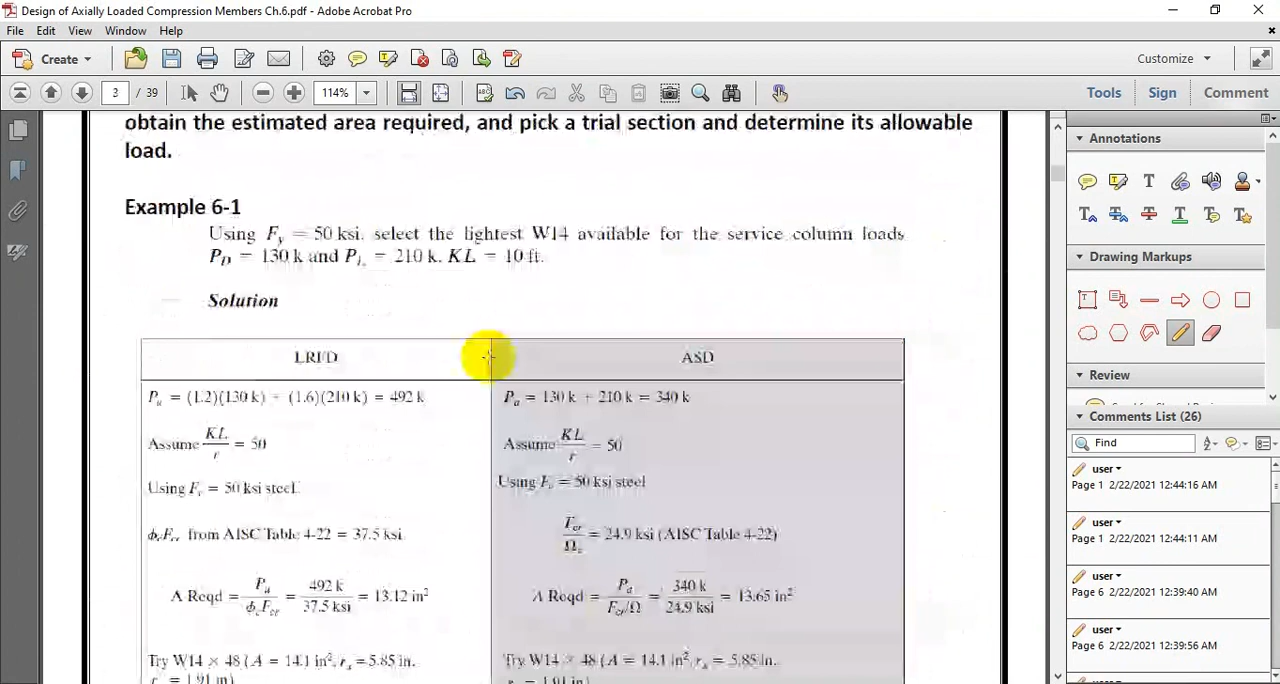 Design of Axially Loaded Compression Members Ch.6.pdf - Adobe Acrobat Pro
File Edit View Window Help
Create Customize
3 / 39 114% Tools Sign Comment
obtain the estimated area required, and pick a trial section and determine its allowable
load.
Example 6-1
Using Fy = 50 ksi, select the lightest W14 available for the service column loads
PD = 130 k and PL = 210 k. KL = 10 ft.
Solution
LRFD ASD
Pu = (1.2)(130 k) + (1.6)(210 k) = 492 k
Assume KL/r = 50
Using Fy = 50 ksi steel
ϕcFcr from AISC Table 4-22 = 37.5 ksi
A Reqd = Pu/ϕcFcr = 492 k/37.5 ksi = 13.12 in²
Try W14 × 48 (A = 14.1 in², rx = 5.85 in.
= 1.91 in)
Pa = 130 k + 210 k = 340 k
Assume KL/r = 50
Using Fy = 50 ksi steel
Fcr/Ωc = 24.9 ksi (AISC Table 4-22)
A Reqd = Pa/Fcr/Ω = 340 k/24.9 ksi = 13.65 in²
Try W14 × 48 (A = 14.1 in², rx = 5.85 in.
= 1.91 in)
Annotations
Drawing Markups
Review
Comments List (26)
Find
user
Page 1 2/22/2021 12:44:16 AM
user
Page 1 2/22/2021 12:44:11 AM
user
Page 6 2/22/2021 12:39:40 AM
user
Page 6 2/22/2021 12:39:56 AM
user